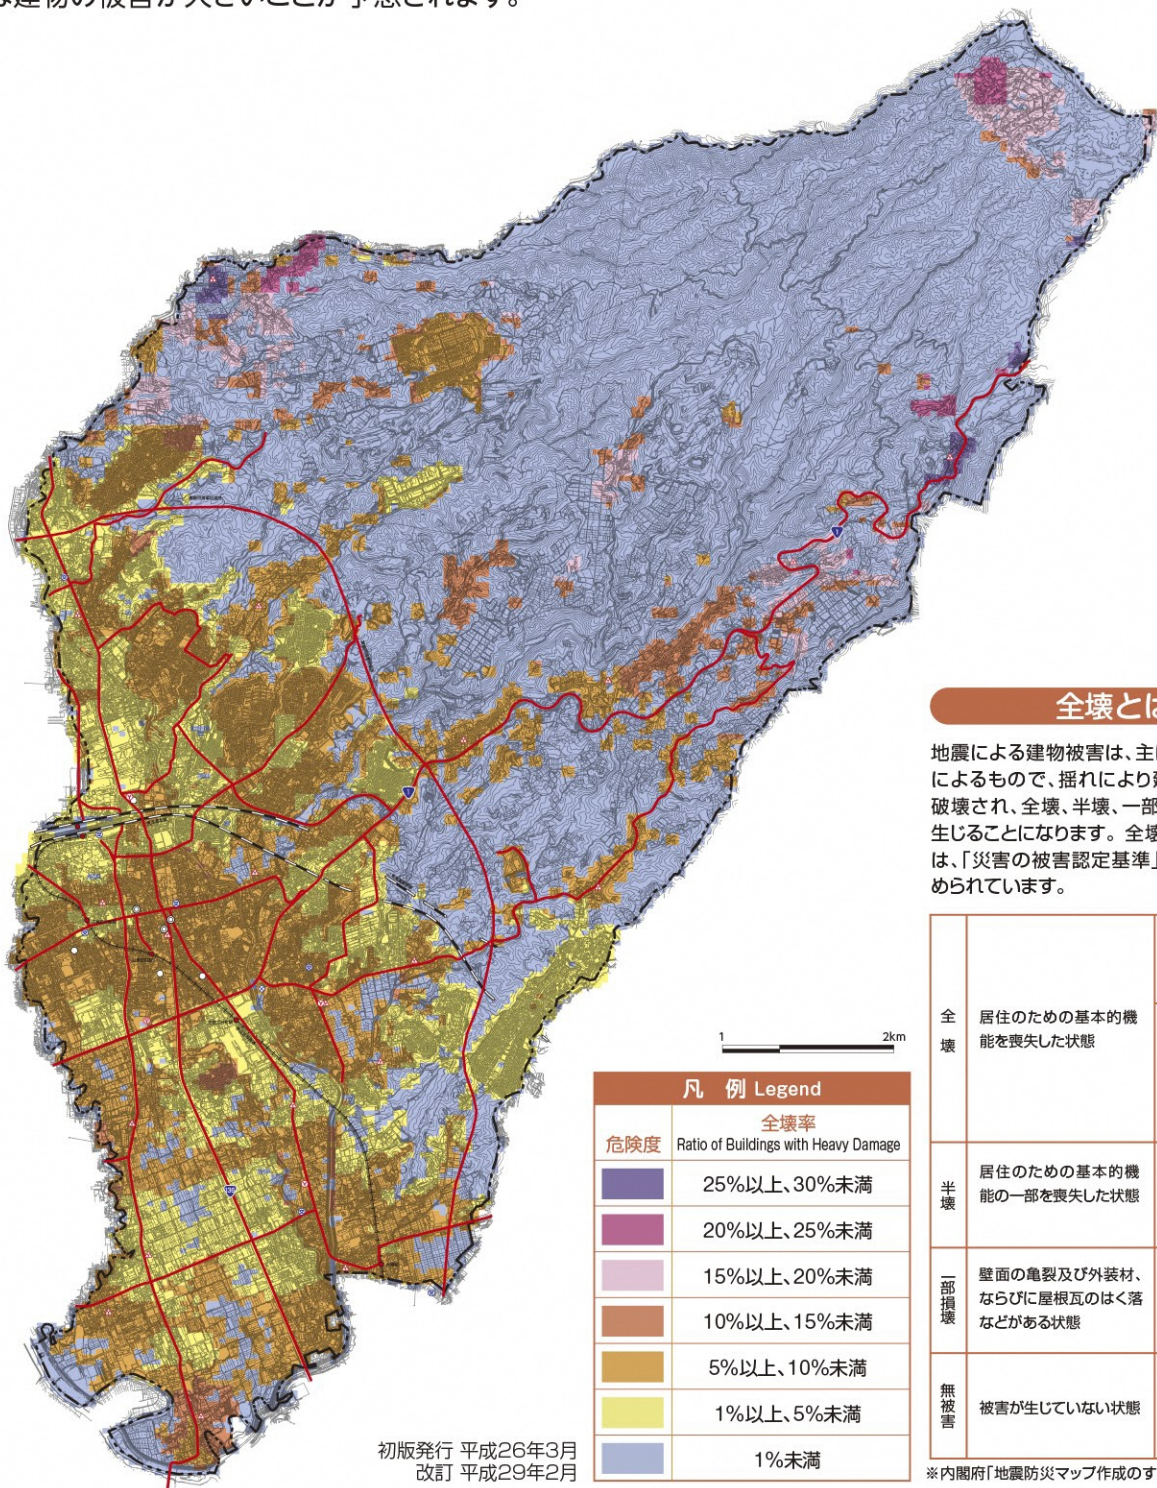 な建物の被害が大きいことが予想されます。
全壊とは
地震による建物被害は、主に
によるもので、揺れにより建
破壊され、全壊、半壊、一部
生じることになります。全壊
は、「災害の被害認定基準」
められています。
全壊
居住のための基本的機
能を喪失した状態
半壊
居住のための基本的機
能の一部を喪失した状態
一部損壊
壁面の亀裂及び外装材、
ならびに屋根瓦のはく落
などがある状態
無被害
被害が生じていない状態
※内閣府「地震防災マップ作成のす
1 2km
凡 例 Legend
危険度
全壊率
Ratio of Buildings with Heavy Damage
25%以上、30%未満
20%以上、25%未満
15%以上、20%未満
10%以上、15%未満
5%以上、10%未満
1%以上、5%未満
1%未満
初版発行 平成26年3月
改訂 平成29年2月
1
1
136